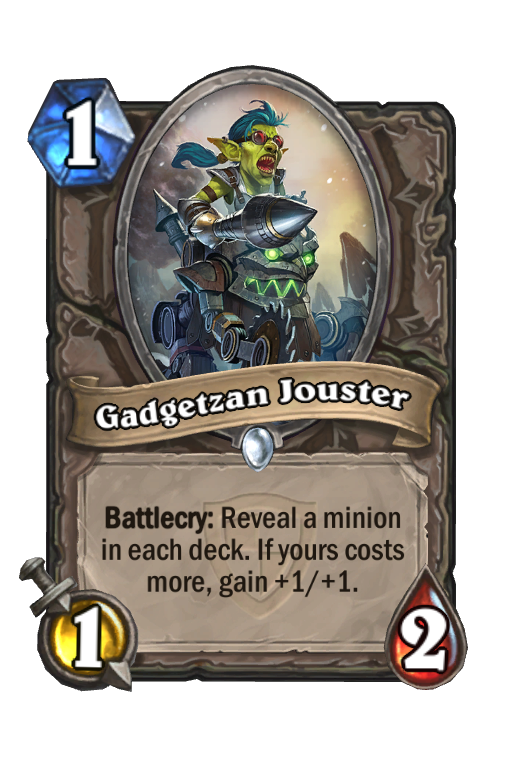 1
Gadgetzan Jouster
Battlecry: Reveal a minion
in each deck. If yours costs
more, gain +1/+1.
1
2